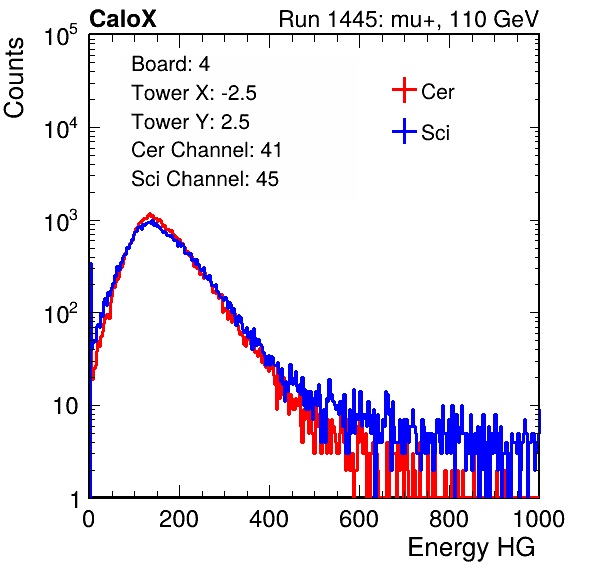 CaloX Run 1445: mu+, 110 GeV
Counts
10^5
10^4
10^3
10^2
10
1
Board: 4
Tower X: -2.5
Tower Y: 2.5
Cer Channel: 41
Sci Channel: 45
Cer
Sci
0 200 400 600 800 1000
Energy HG